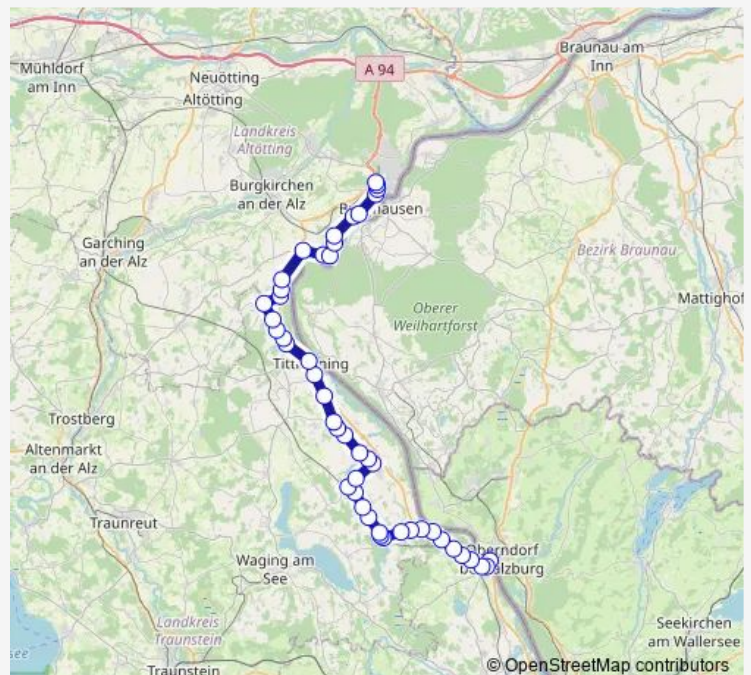 Braunau am
Inn
A 94
Mühldorf
am Inn
Neuötting
Altötting
Landkreis
Altötting
Burgkirchen
an der Alz
Garching
an der Alz
Bezirk Braunau
Oberer
Weilhartforst
Trostberg
Altenmarkt
an der Alz
Traunreut
Waging am
See
Landkreis
Traunstein
Seekirchen
am Wallersee
Traunstein
see
© OpenStreetMap contributors